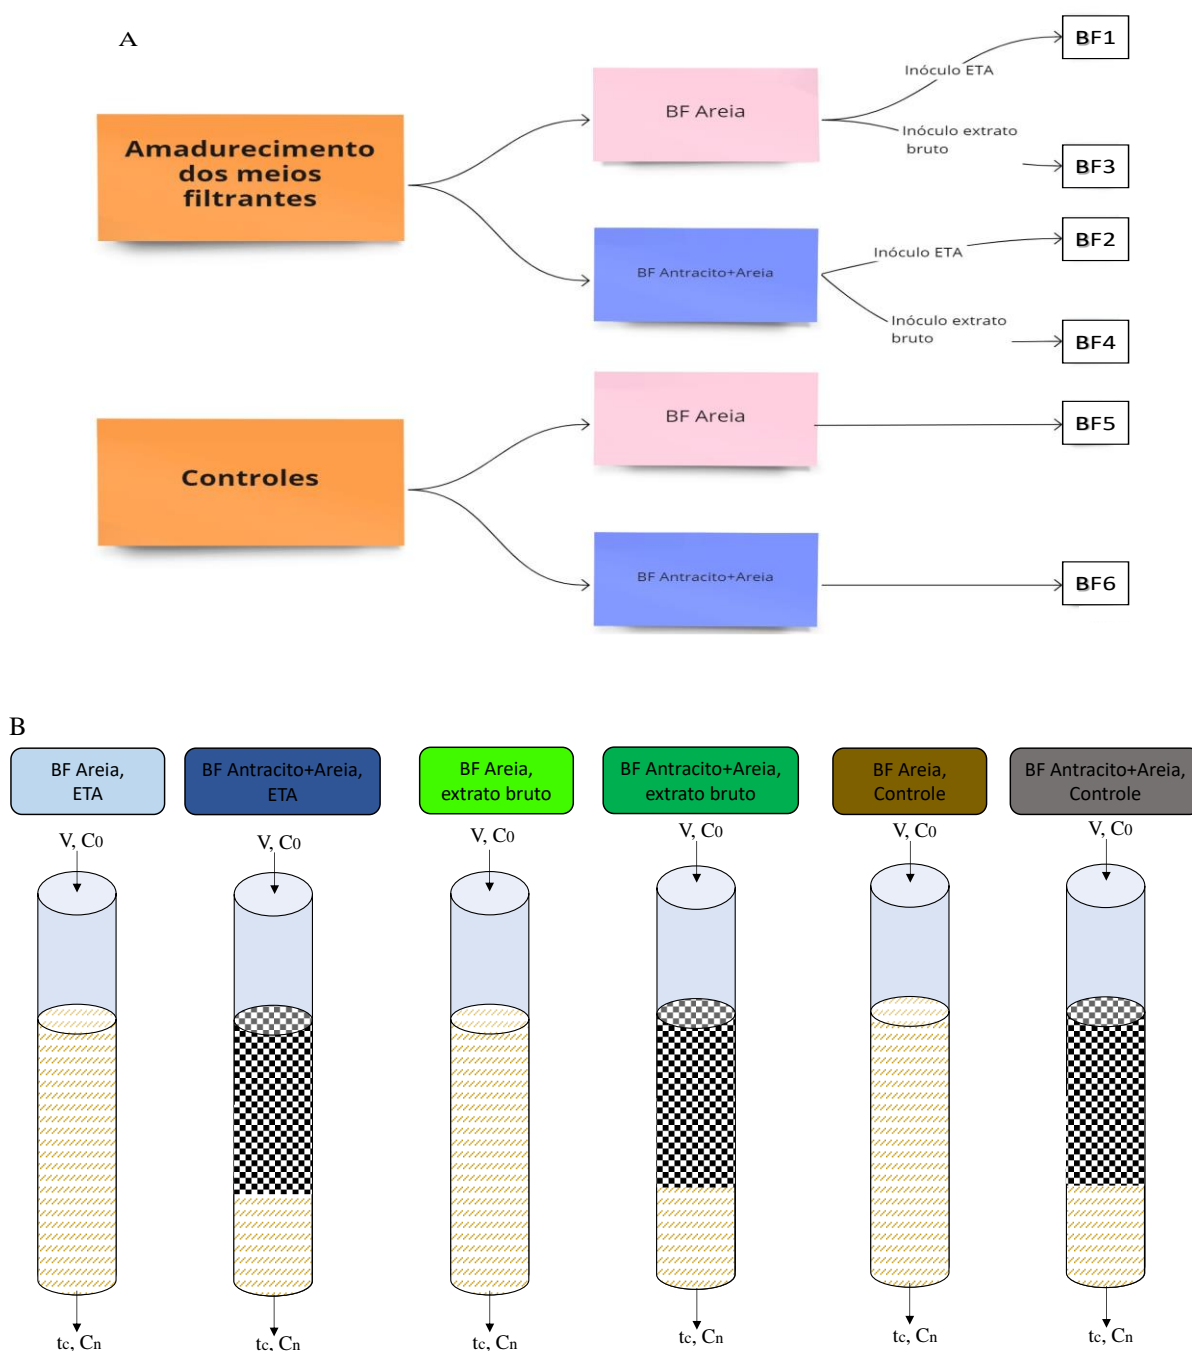 A
Amadurecimento
dos meios
filtrantes
BF Areia
Inóculo ETA
BF1
Inóculo extrato
bruto
BF3
BF Antracito+Areia
Inóculo ETA
BF2
Inóculo extrato
bruto
BF4
Controles
BF Areia
BF5
BF Antracito+Areia
BF6
B
BF Areia,
ETA
BF Antracito+Areia,
ETA
BF Areia,
extrato bruto
BF Antracito+Areia,
extrato bruto
BF Areia,
Controle
BF Antracito+Areia,
Controle
V, C0
V, C0
V, C0
V, C0
V, C0
V, C0
tc, Cn
tc, Cn
tc, Cn
tc, Cn
tc, Cn
tc, Cn